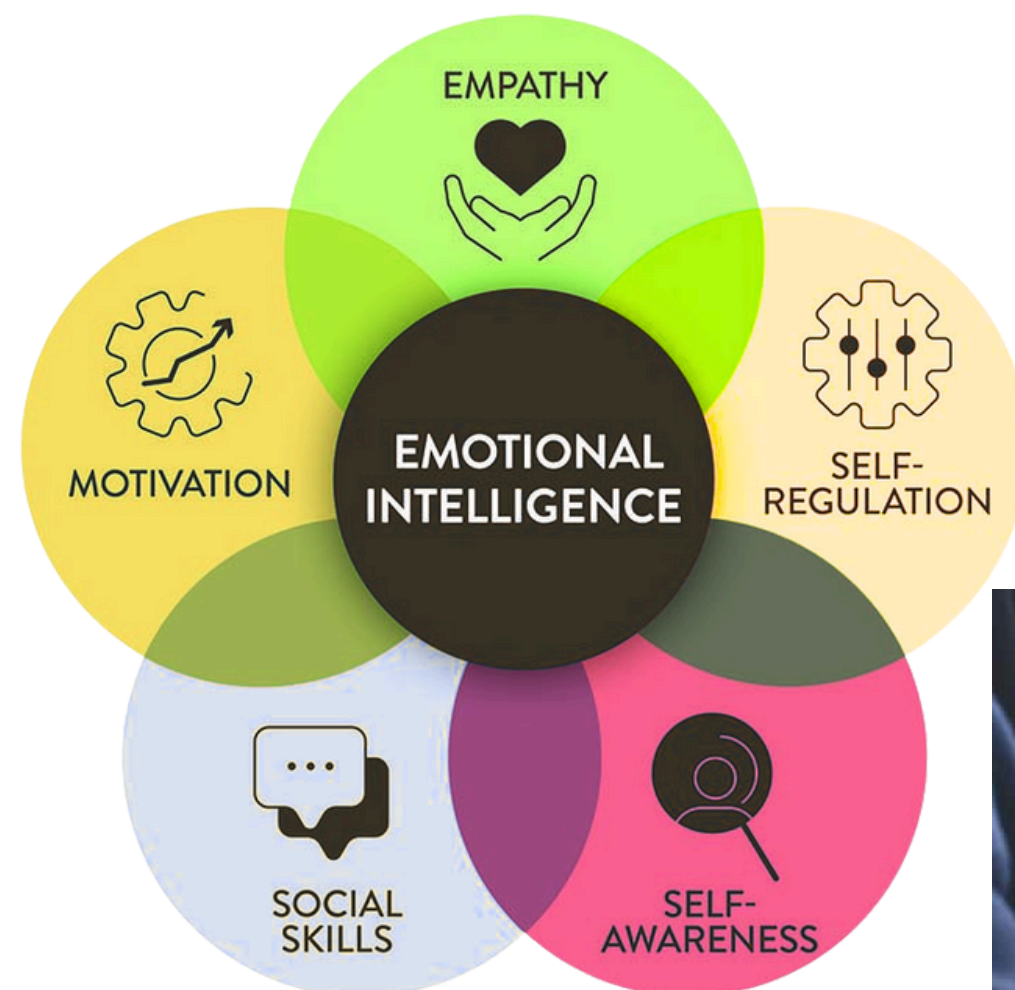 EMPATHY
MOTIVATION
EMOTIONAL
INTELLIGENCE
SELF-
REGULATION
SOCIAL
SKILLS
SELF-
AWARENESS